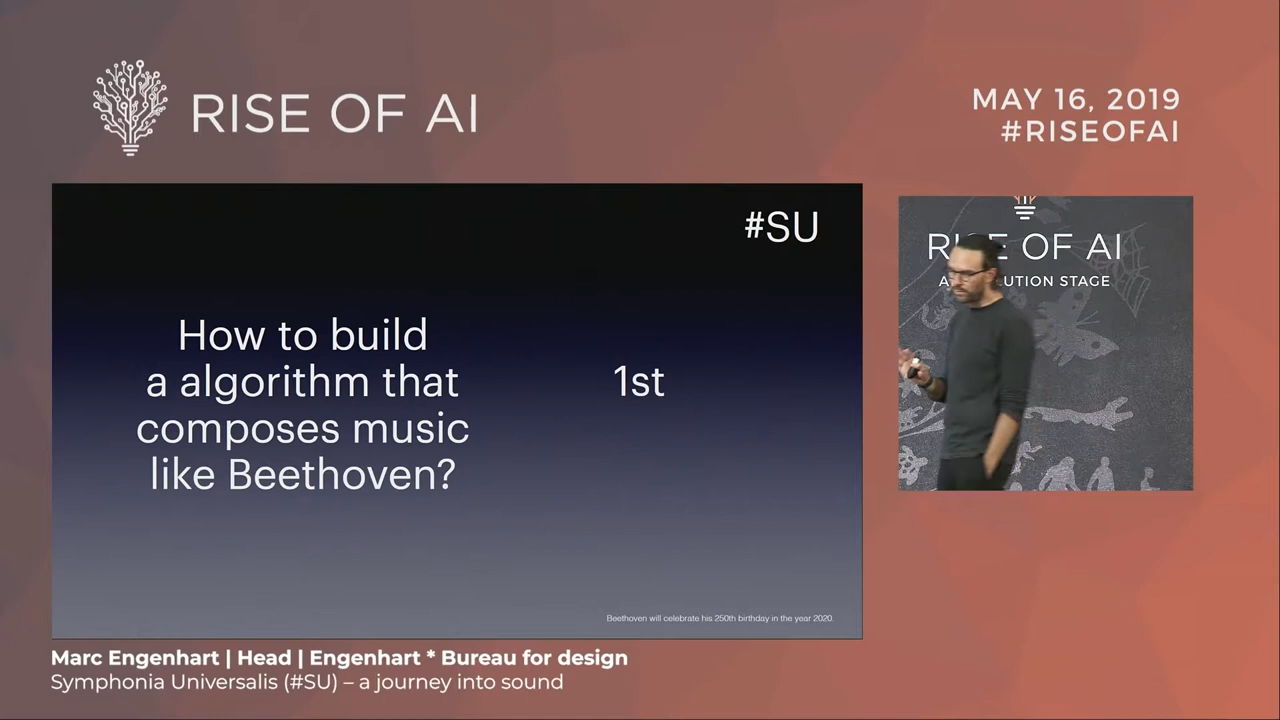 RISE OF AI
MAY 16, 2019
#RISEOFAI
#SU
How to build
a algorithm that
composes music
like Beethoven?
1st
Beethoven will celebrate his 250th birthday in the year 2020.
RISE OF AI
STAGE
Marc Engenhart | Head | Engenhart * Bureau for design
Symphonia Universalis (#SU) – a journey into sound